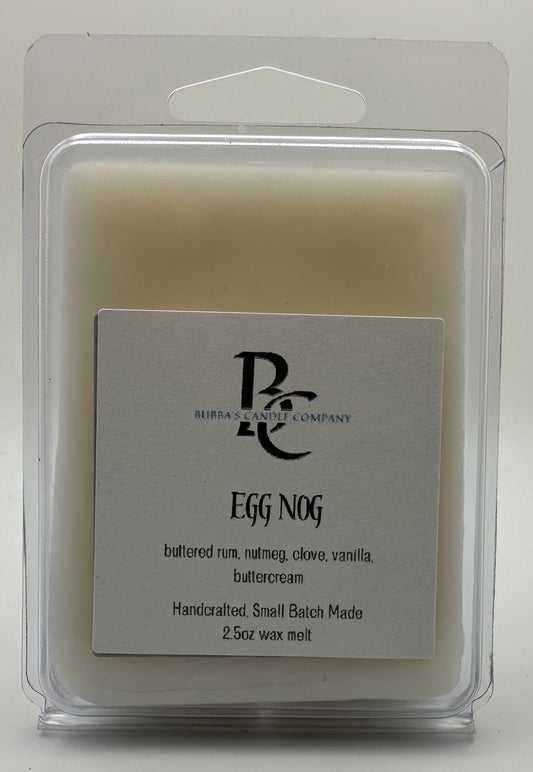 BC
BUBBA'S CANDLE COMPANY
EGG NOG
buttered rum, nutmeg, clove, vanilla,
buttercream
Handcrafted, Small Batch Made
2.5oz wax melt